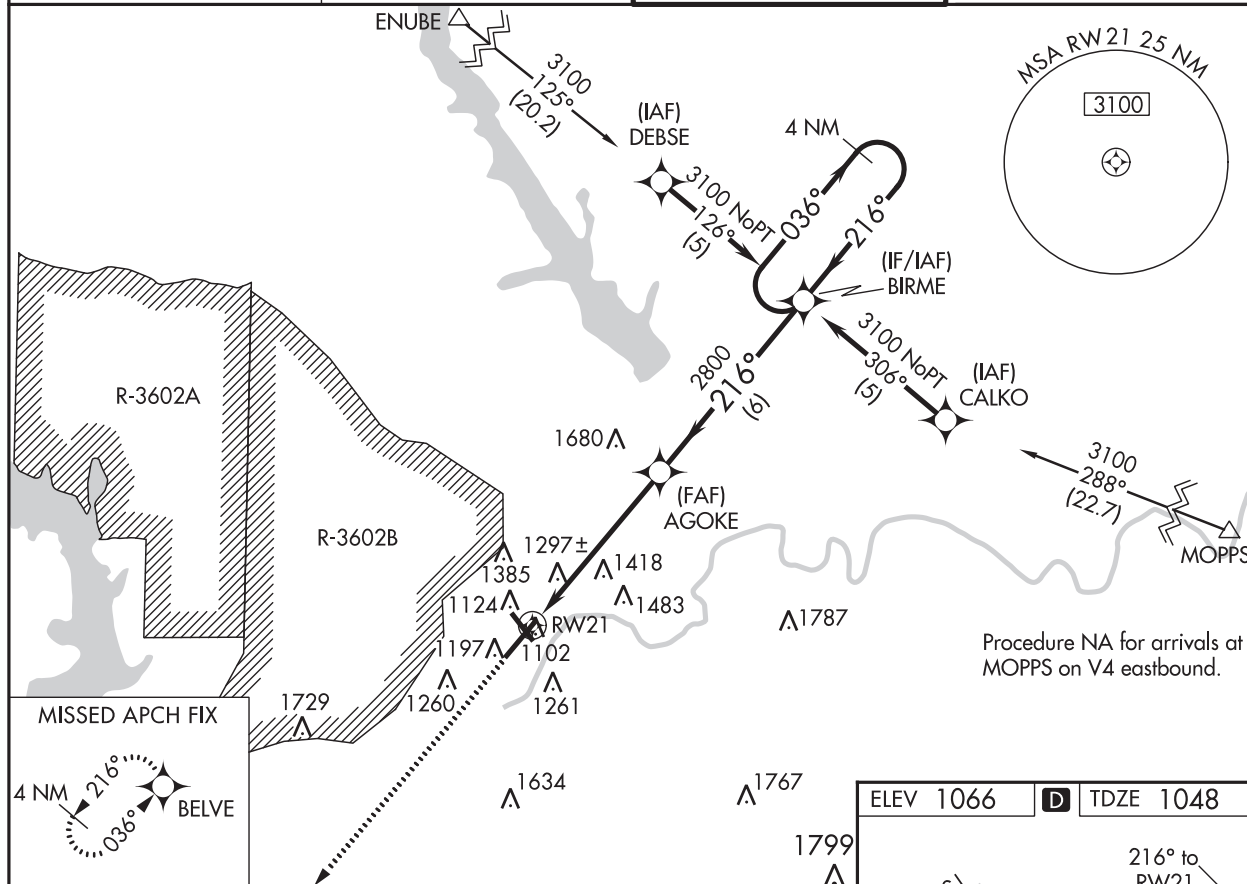 ENUBE
3100
125°
(20.2)
(IAF)
DEBSE
3100 NoPT
126°
(5)
4 NM
036°
216°
MSA RW21 25 NM
3100
(IF/IAF)
BIRME
3100 NoPT
306°
(5)
(IAF)
CALKO
2800
216°
(6)
R-3602A
1680
3100
288°
(22.7)
MOPPS
(FAF)
AGOKE
R-3602B
1297±
1385
1418
1124
1483
RW21
1787
1197
1102
1260
1261
Procedure NA for arrivals at
MOPPS on V4 eastbound.
MISSED APCH FIX
4 NM
216°
036°
BELVE
1729
1634
1767
1799
ELEV 1066
D
TDZE 1048
216° to
RW21